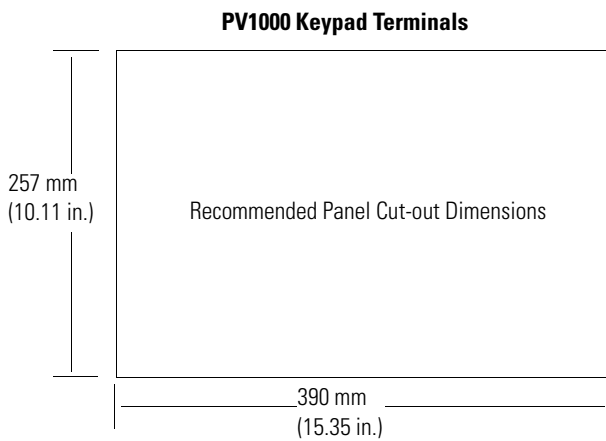 PV1000 Keypad Terminals
257 mm
(10.11 in.)
Recommended Panel Cut-out Dimensions
390 mm
(15.35 in.)